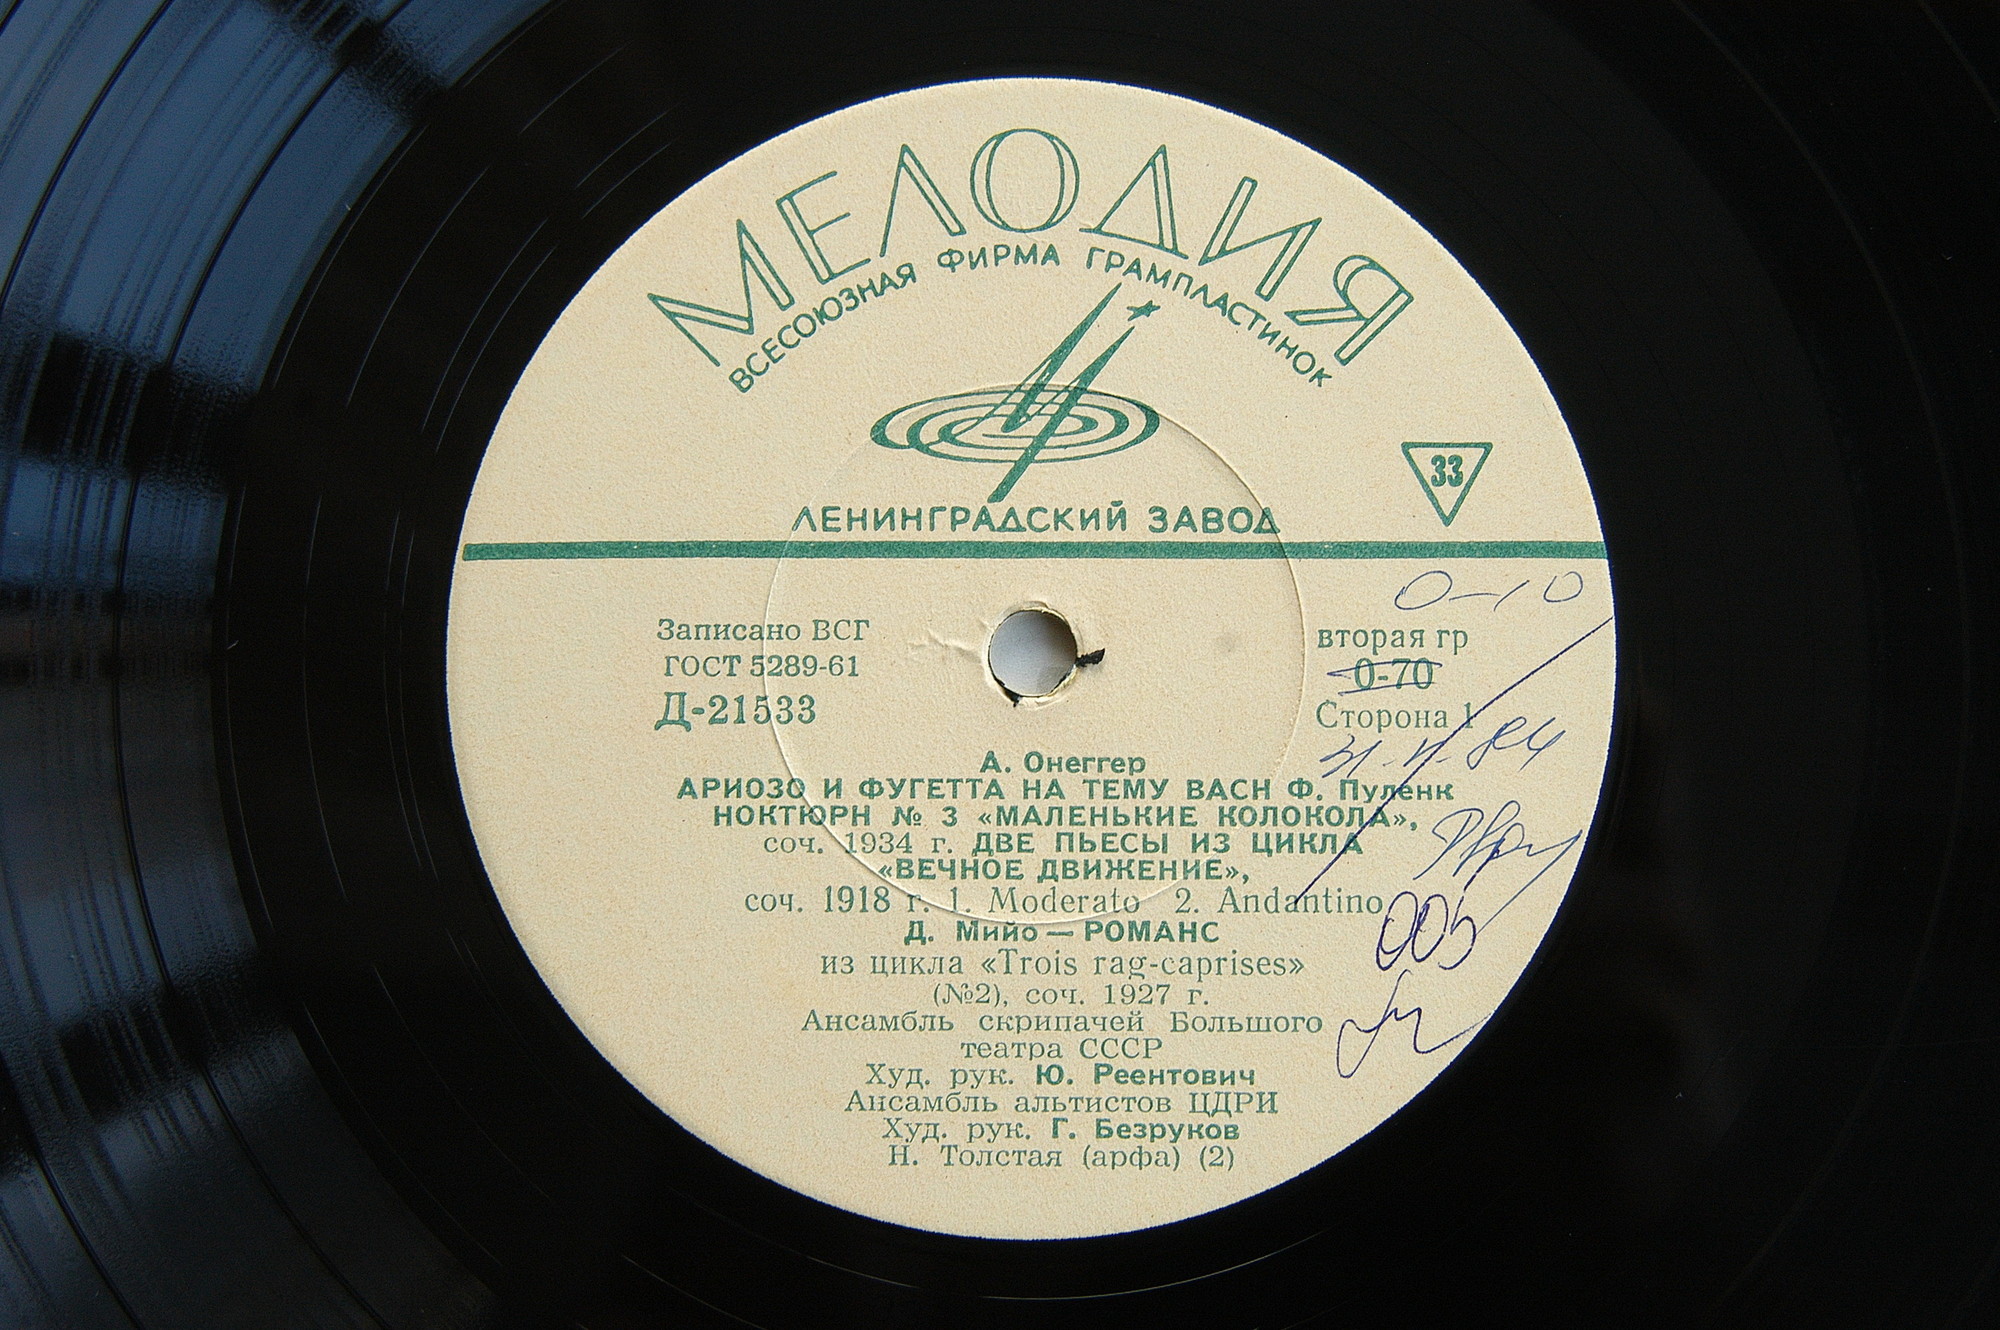 МЕЛОДИЯ
ВСЕСОЮЗНАЯ ФИРМА ГРАМПЛАСТИНОК
33
ЛЕНИНГРАДСКИЙ ЗАВОД
0-10
Записано ВСГ
ГОСТ 5289-61
Д-21533
вторая гр
0-70
Сторона 1
А. Онеггер
АРИОЗО И ФУГЕТТА НА ТЕМУ BACH Ф. Пуленк
НОКТЮРН № 3 «МАЛЕНЬКИЕ КОЛОКОЛА»,
соч. 1934 г. ДВЕ ПЬЕСЫ ИЗ ЦИКЛА
«ВЕЧНОЕ ДВИЖЕНИЕ»,
соч. 1918 г. 1. Moderato 2. Andantino
Д. Мийо — РОМАНС
из цикла «Trois rag-caprises»
(№2), соч. 1927 г.
Ансамбль скрипачей Большого
театра СССР
Худ. рук. Ю. Реентович
Ансамбль альтистов ЦДРИ
Худ. рук. Г. Безруков
Н. Толстая (арфа) (2)
005